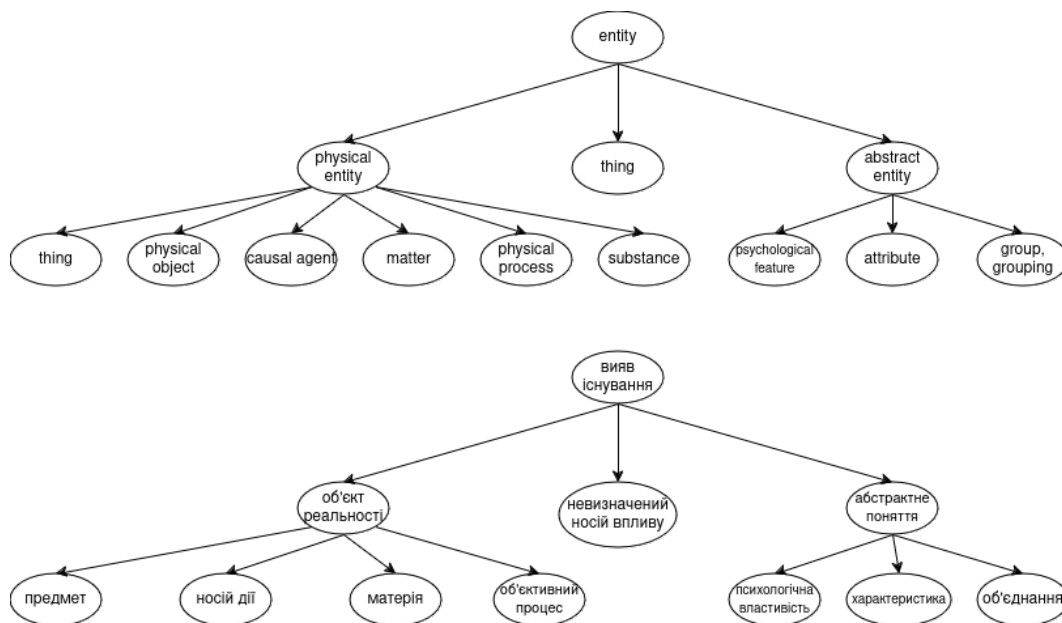 entity
physical
entity
thing
abstract
entity
thing
physical
object
causal agent
matter
physical
process
substance
psychological
feature
attribute
group,
grouping
вияв
існування
об'єкт
реальності
невизначений
носій впливу
абстрактне
поняття
предмет
носій дії
матерія
об'єктивний
процес
психологічна
властивість
характеристика
об'єднання